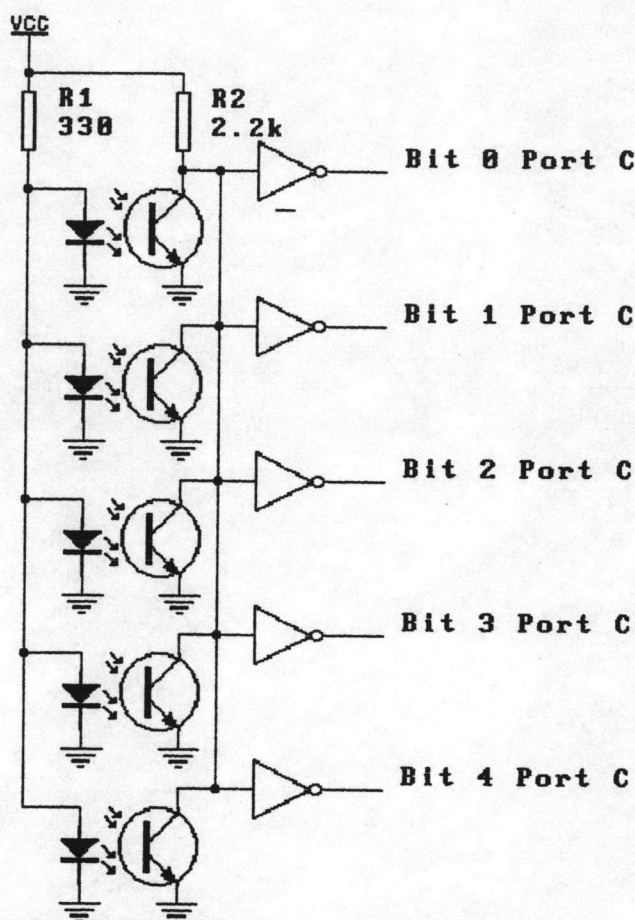 VCC
R1
330
R2
2.2k
Bit 0 Port C
Bit 1 Port C
Bit 2 Port C
Bit 3 Port C
Bit 4 Port C